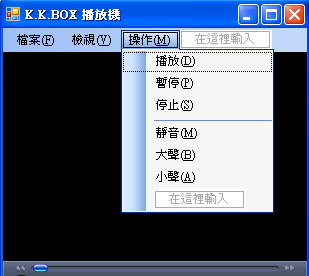 K.K.BOX 播放機
檔案(F) 檢視(V) 操作(M) 在這裡輸入
播放(D)
暫停(P)
停止(S)
靜音(M)
大聲(B)
小聲(A)
在這裡輸入